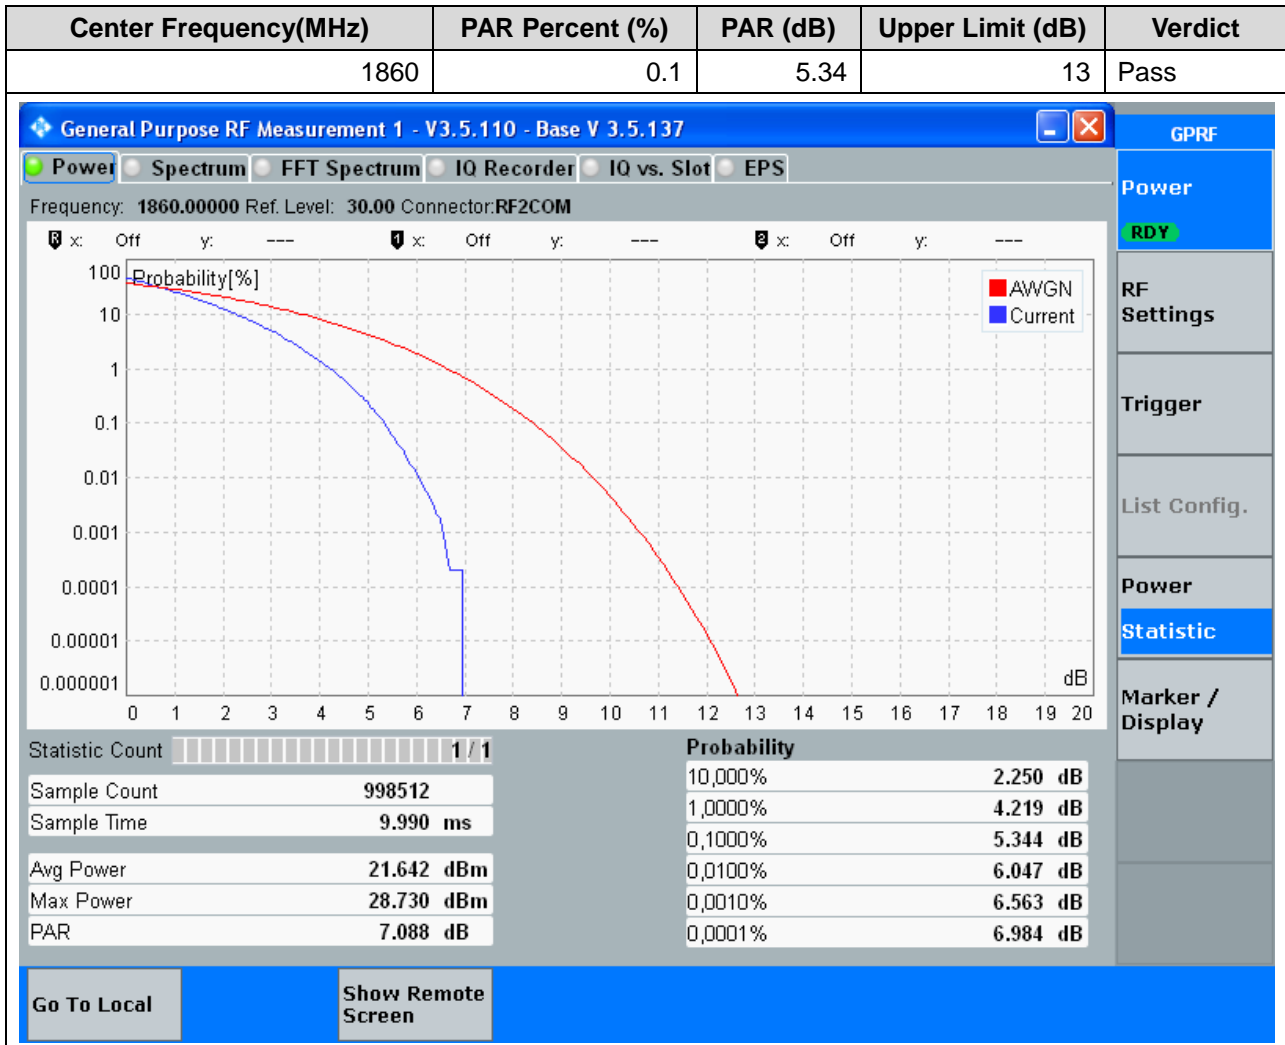 Center Frequency(MHz) PAR Percent (%) PAR (dB) Upper Limit (dB) Verdict
1860 0.1 5.34 13 Pass
General Purpose RF Measurement 1 - V3.5.110 - Base V 3.5.137
GPRF
Power Spectrum FFT Spectrum IQ Recorder IQ vs. Slot EPS
Frequency: 1860.00000 Ref. Level: 30.00 Connector:RF2COM
R x: Off y: --- 1 x: Off y: --- 2 x: Off y: ---
Probability[%]
100
10
1
0.1
0.01
0.001
0.0001
0.00001
0.000001
AWGN
Current
dB
0 1 2 3 4 5 6 7 8 9 10 11 12 13 14 15 16 17 18 19 20
Statistic Count 1 / 1
Sample Count 998512
Sample Time 9.990 ms
Avg Power 21.642 dBm
Max Power 28.730 dBm
PAR 7.088 dB
Probability
10,000% 2.250 dB
1,0000% 4.219 dB
0,1000% 5.344 dB
0,0100% 6.047 dB
0,0010% 6.563 dB
0,0001% 6.984 dB
Power
RDY
RF
Settings
Trigger
List Config.
Power
Statistic
Marker /
Display
Go To Local
Show Remote
Screen